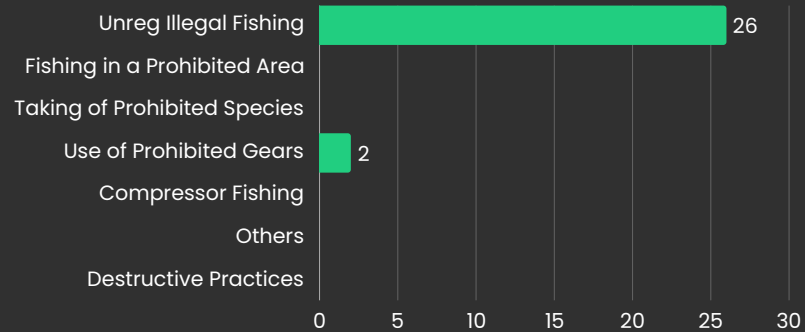 Unreg Illegal Fishing 26
Fishing in a Prohibited Area
Taking of Prohibited Species
Use of Prohibited Gears 2
Compressor Fishing
Others
Destructive Practices
0 5 10 15 20 25 30